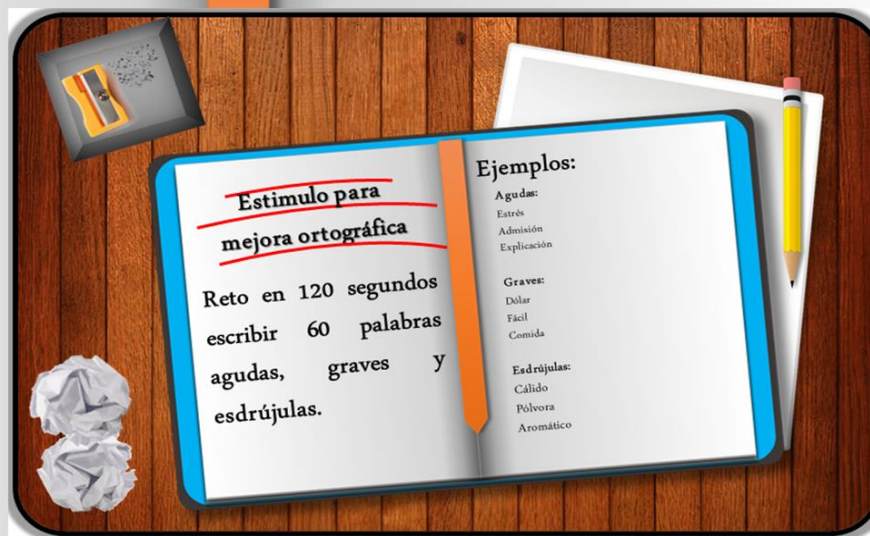 Estimulo para
mejora ortográfica
Reto en 120 segundos
escribir 60 palabras
agudas, graves y
esdrújulas.
Ejemplos:
Agudas:
Estrés
Admisión
Explicación
Graves:
Dólar
Fácil
Comida
Esdrújulas:
Cálido
Pólvora
Aromático